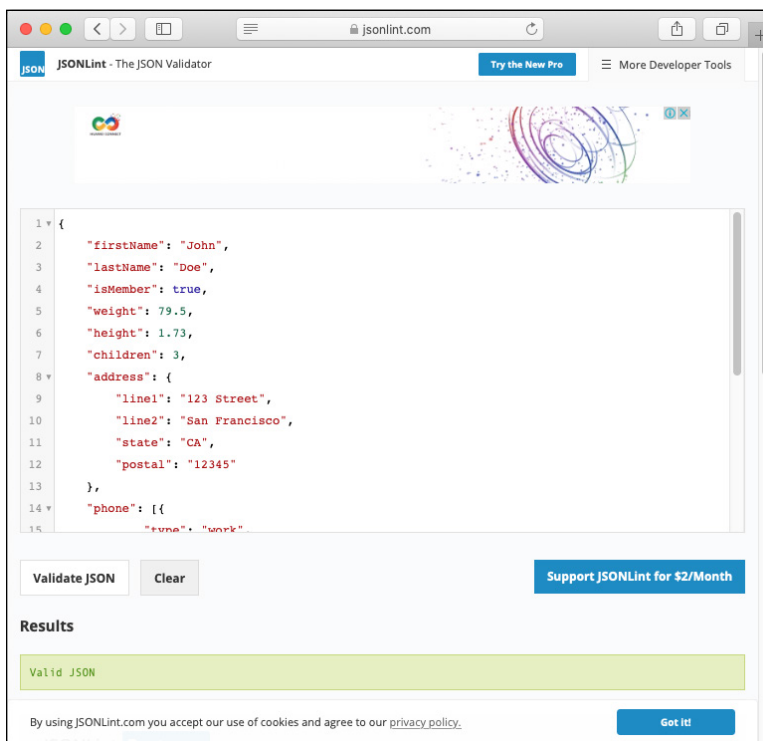 jsonlint.com
JSON
JSONLint - The JSON Validator
Try the New Pro
More Developer Tools
1 {
2 "firstName": "John",
3 "lastName": "Doe",
4 "isMember": true,
5 "weight": 79.5,
6 "height": 1.73,
7 "children": 3,
8 "address": {
9 "line1": "123 Street",
10 "line2": "San Francisco",
11 "state": "CA",
12 "postal": "12345"
13 },
14 "phone": [{
15 "type": "work",
Validate JSON
Clear
Support JSONLint for $2/Month
Results
Valid JSON
By using JSONLint.com you accept our use of cookies and agree to our privacy policy.
Got it!